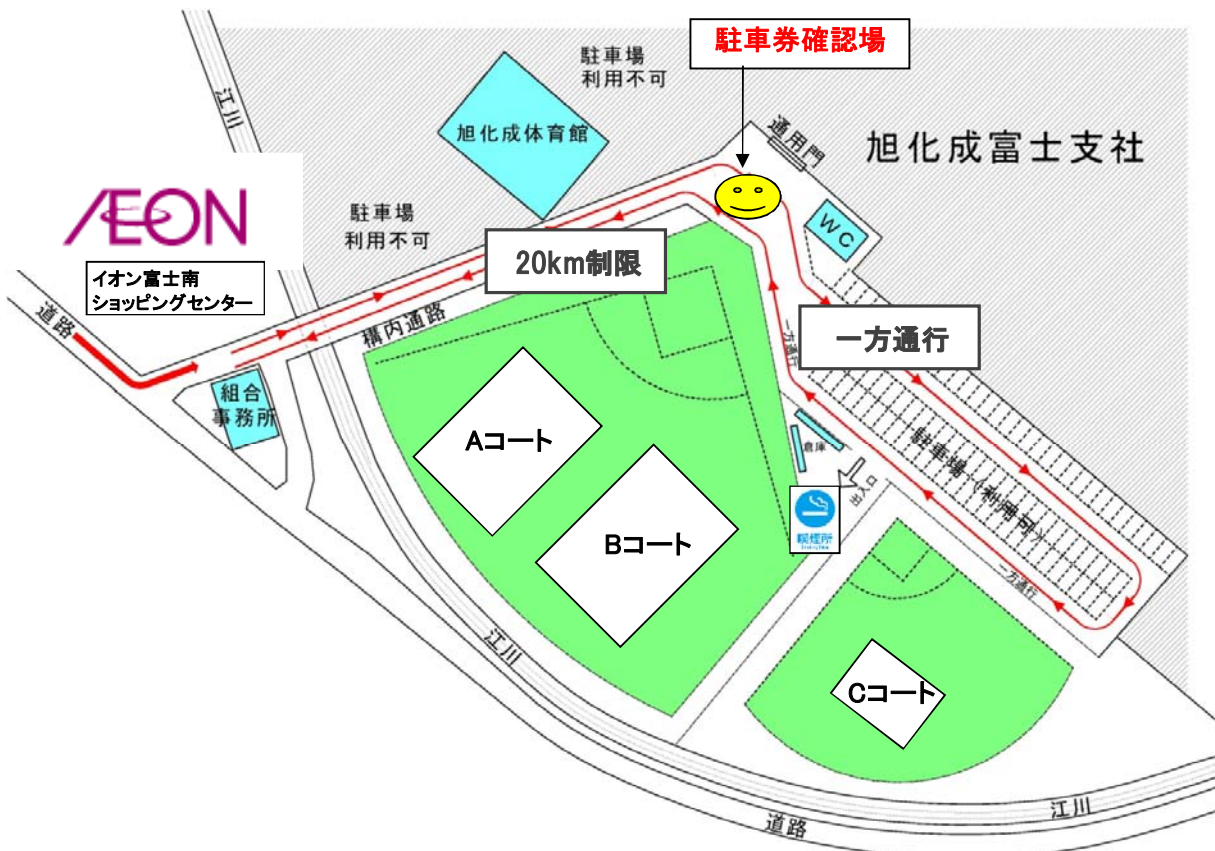 駐車券確認場
駐車場
利用不可
江川
旭化成体育館
通用門
旭化成富士支社
ÆON
イオン富士南
ショッピングセンター
駐車場
利用不可
WC
20km制限
道路
構内通路
一方通行
一方通行
組合
事務所
Aコート
倉庫
駐車場（利用可）
出入口
喫煙所
Bコート
一方通行
江川
Cコート
江川
道路